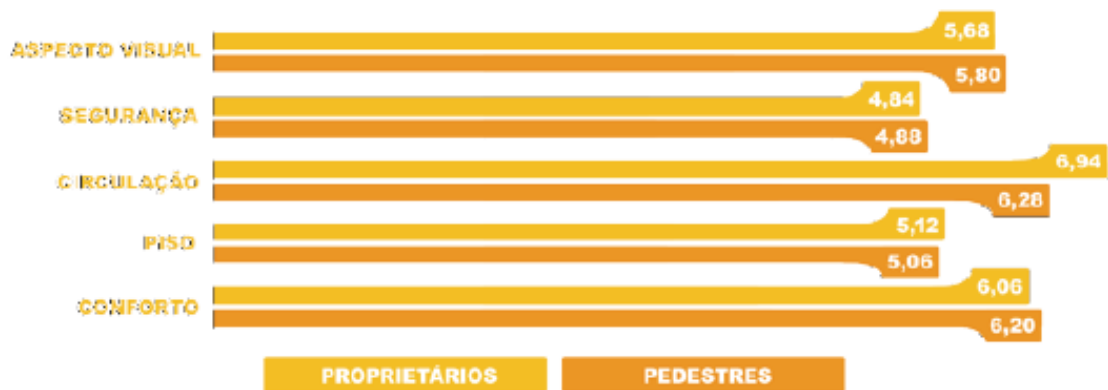 ASPECTO VISUAL
5,68
5,80
SEGURANÇA
4,84
4,88
CIRCULAÇÃO
6,94
6,28
PISO
5,12
5,06
CONFORTO
6,06
6,20
PROPRIETÁRIOS
PEDESTRES